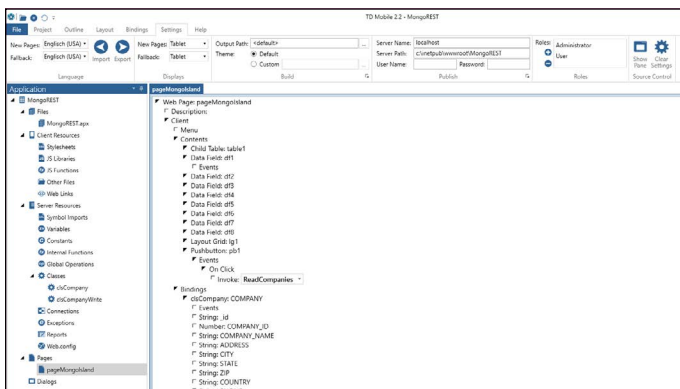 TD Mobile 2.2 - MongoREST
File Project Outline Layout Bindings Settings Help
New Pages: Englisch (USA) New Pages: Tablet Output Path: <default> ... Server Name: localhost Roles: Administrator
Fallback: Englisch (USA) Import Export Fallback: Tablet Theme: Default Server Path: c:\inetpub\wwwroot\MongoREST User Show Clear
Custom ... User Name: Password: Pane Settings
Language Displays Build Publish Roles Source Control
Application
MongoREST
Files
MongoREST.apx
Client Resources
Stylesheets
JS Libraries
JS Functions
Other Files
Web Links
Server Resources
Symbol Imports
Variables
Constants
Internal Functions
Global Operations
Classes
clsCompany
clsCompanyWrite
Connections
Exceptions
Reports
Web.config
Pages
pageMongoIsland
Dialogs
pageMongoIsland
Web Page: pageMongoIsland
Description:
Client
Menu
Contents
Child Table: table1
Data Field: df1
Events
Data Field: df2
Data Field: df3
Data Field: df4
Data Field: df5
Data Field: df6
Data Field: df7
Data Field: df8
Layout Grid: lg1
Pushbutton: pb1
Events
On Click
Invoke: ReadCompanies
Bindings
clsCompany: COMPANY
Events
String: _id
Number: COMPANY_ID
String: COMPANY_NAME
String: ADDRESS
String: CITY
String: STATE
String: ZIP
String: COUNTRY